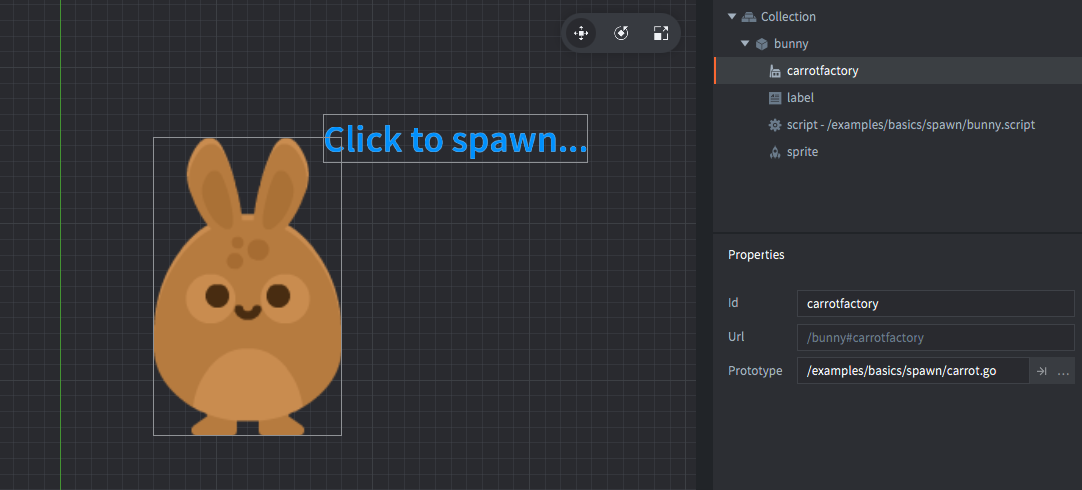 Click to spawn...
Collection
bunny
carrotfactory
label
script - /examples/basics/spawn/bunny.script
sprite
Properties
Id carrotfactory
Url /bunny#carrotfactory
Prototype /examples/basics/spawn/carrot.go ...